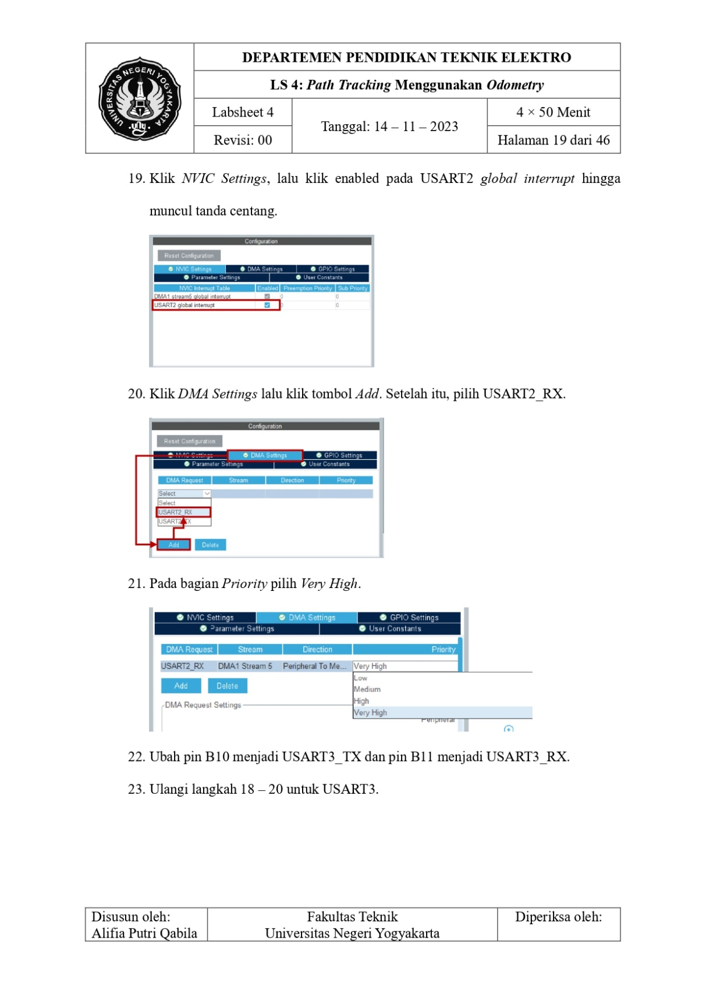 UNIVERSITAS NEGERI YOGYAKARTA
uny
DEPARTEMEN PENDIDIKAN TEKNIK ELEKTRO
LS 4: Path Tracking Menggunakan Odometry
Labsheet 4
Tanggal: 14 – 11 – 2023
4 × 50 Menit
Revisi: 00
Halaman 19 dari 46
19. Klik NVIC Settings, lalu klik enabled pada USART2 global interrupt hingga
muncul tanda centang.
Configuration
Reset Configuration
NVIC Settings DMA Settings GPIO Settings
Parameter Settings User Constants
NVIC Interrupt Table Enabled Preemption Priority Sub Priority
DMA1 stream5 global interrupt 0 0
USART2 global interrupt 0 0
20. Klik DMA Settings lalu klik tombol Add. Setelah itu, pilih USART2_RX.
Configuration
Reset Configuration
NVIC Settings DMA Settings GPIO Settings
Parameter Settings User Constants
DMA Request Stream Direction Priority
Select
Select
USART2_RX
USART2_TX
Add Delete
21. Pada bagian Priority pilih Very High.
NVIC Settings DMA Settings GPIO Settings
Parameter Settings User Constants
DMA Request Stream Direction Priority
USART2_RX DMA1 Stream 5 Peripheral To Me... Very High
Low
Add Delete Medium
High
DMA Request Settings
Very High
Peripheral
22. Ubah pin B10 menjadi USART3_TX dan pin B11 menjadi USART3_RX.
23. Ulangi langkah 18 – 20 untuk USART3.
Disusun oleh:
Alifia Putri Qabila
Fakultas Teknik
Universitas Negeri Yogyakarta
Diperiksa oleh: